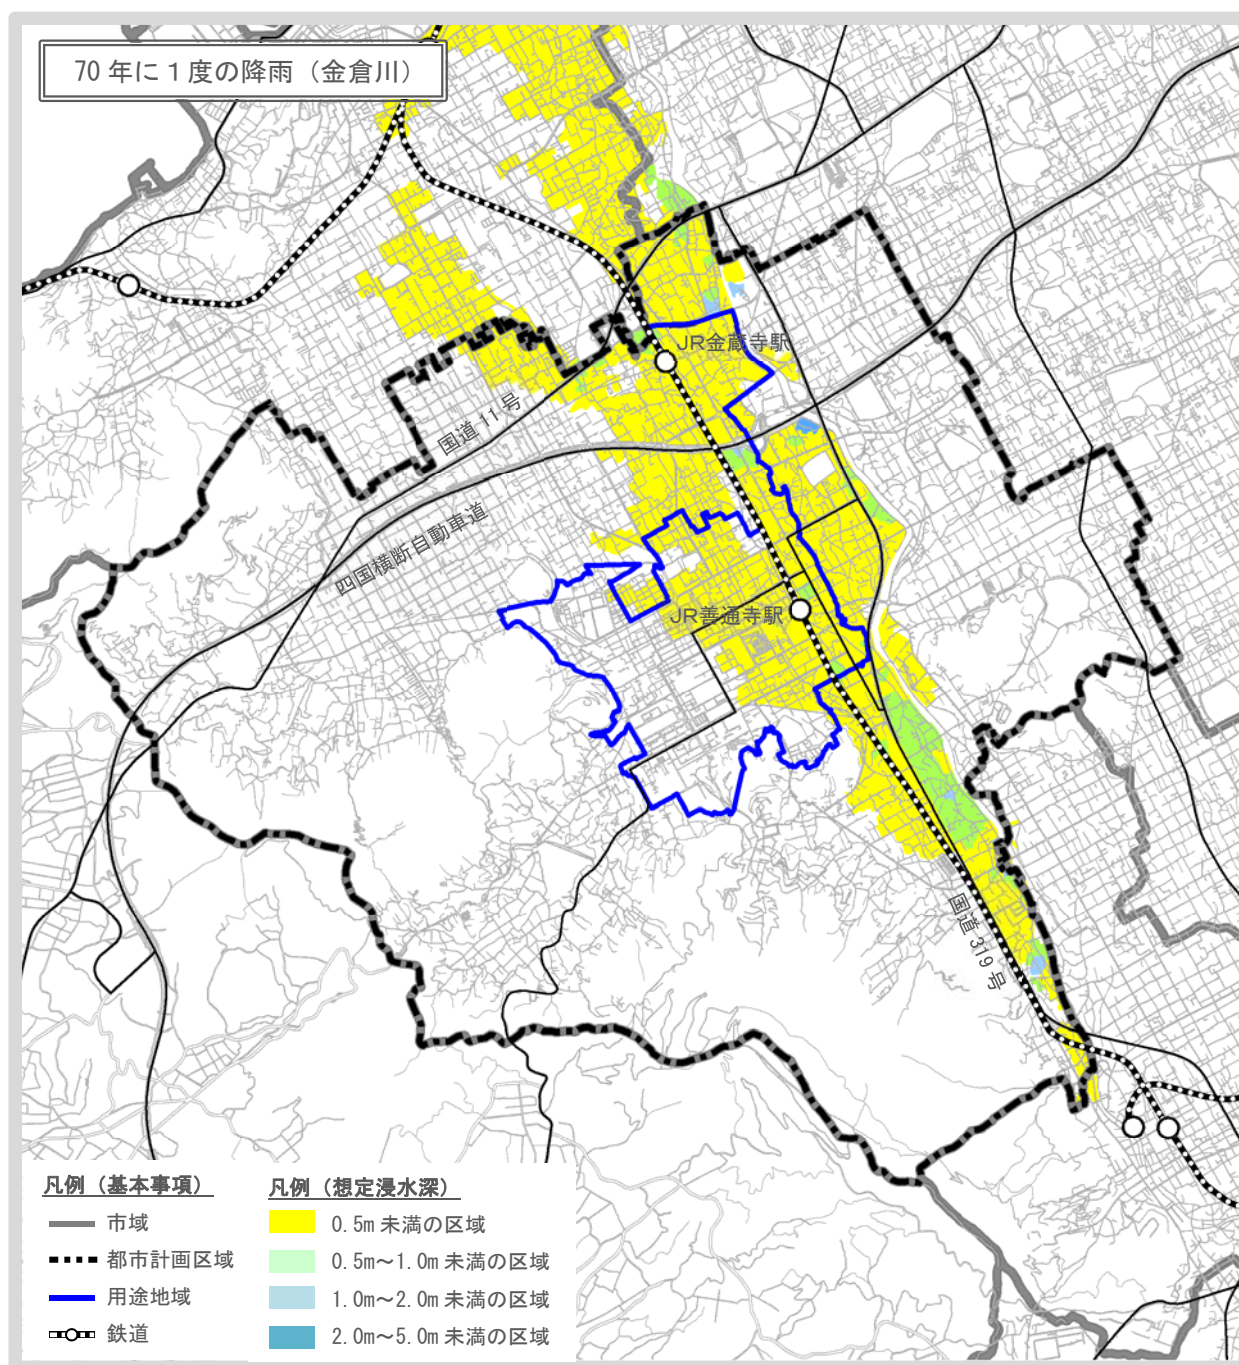 70年に1度の降雨（金倉川）
JR金蔵寺駅
国道11号
四国横断自動車道
JR善通寺駅
国道319号
凡例（基本事項）
市域
都市計画区域
用途地域
鉄道
凡例（想定浸水深）
0.5m未満の区域
0.5m～1.0m未満の区域
1.0m～2.0m未満の区域
2.0m～5.0m未満の区域